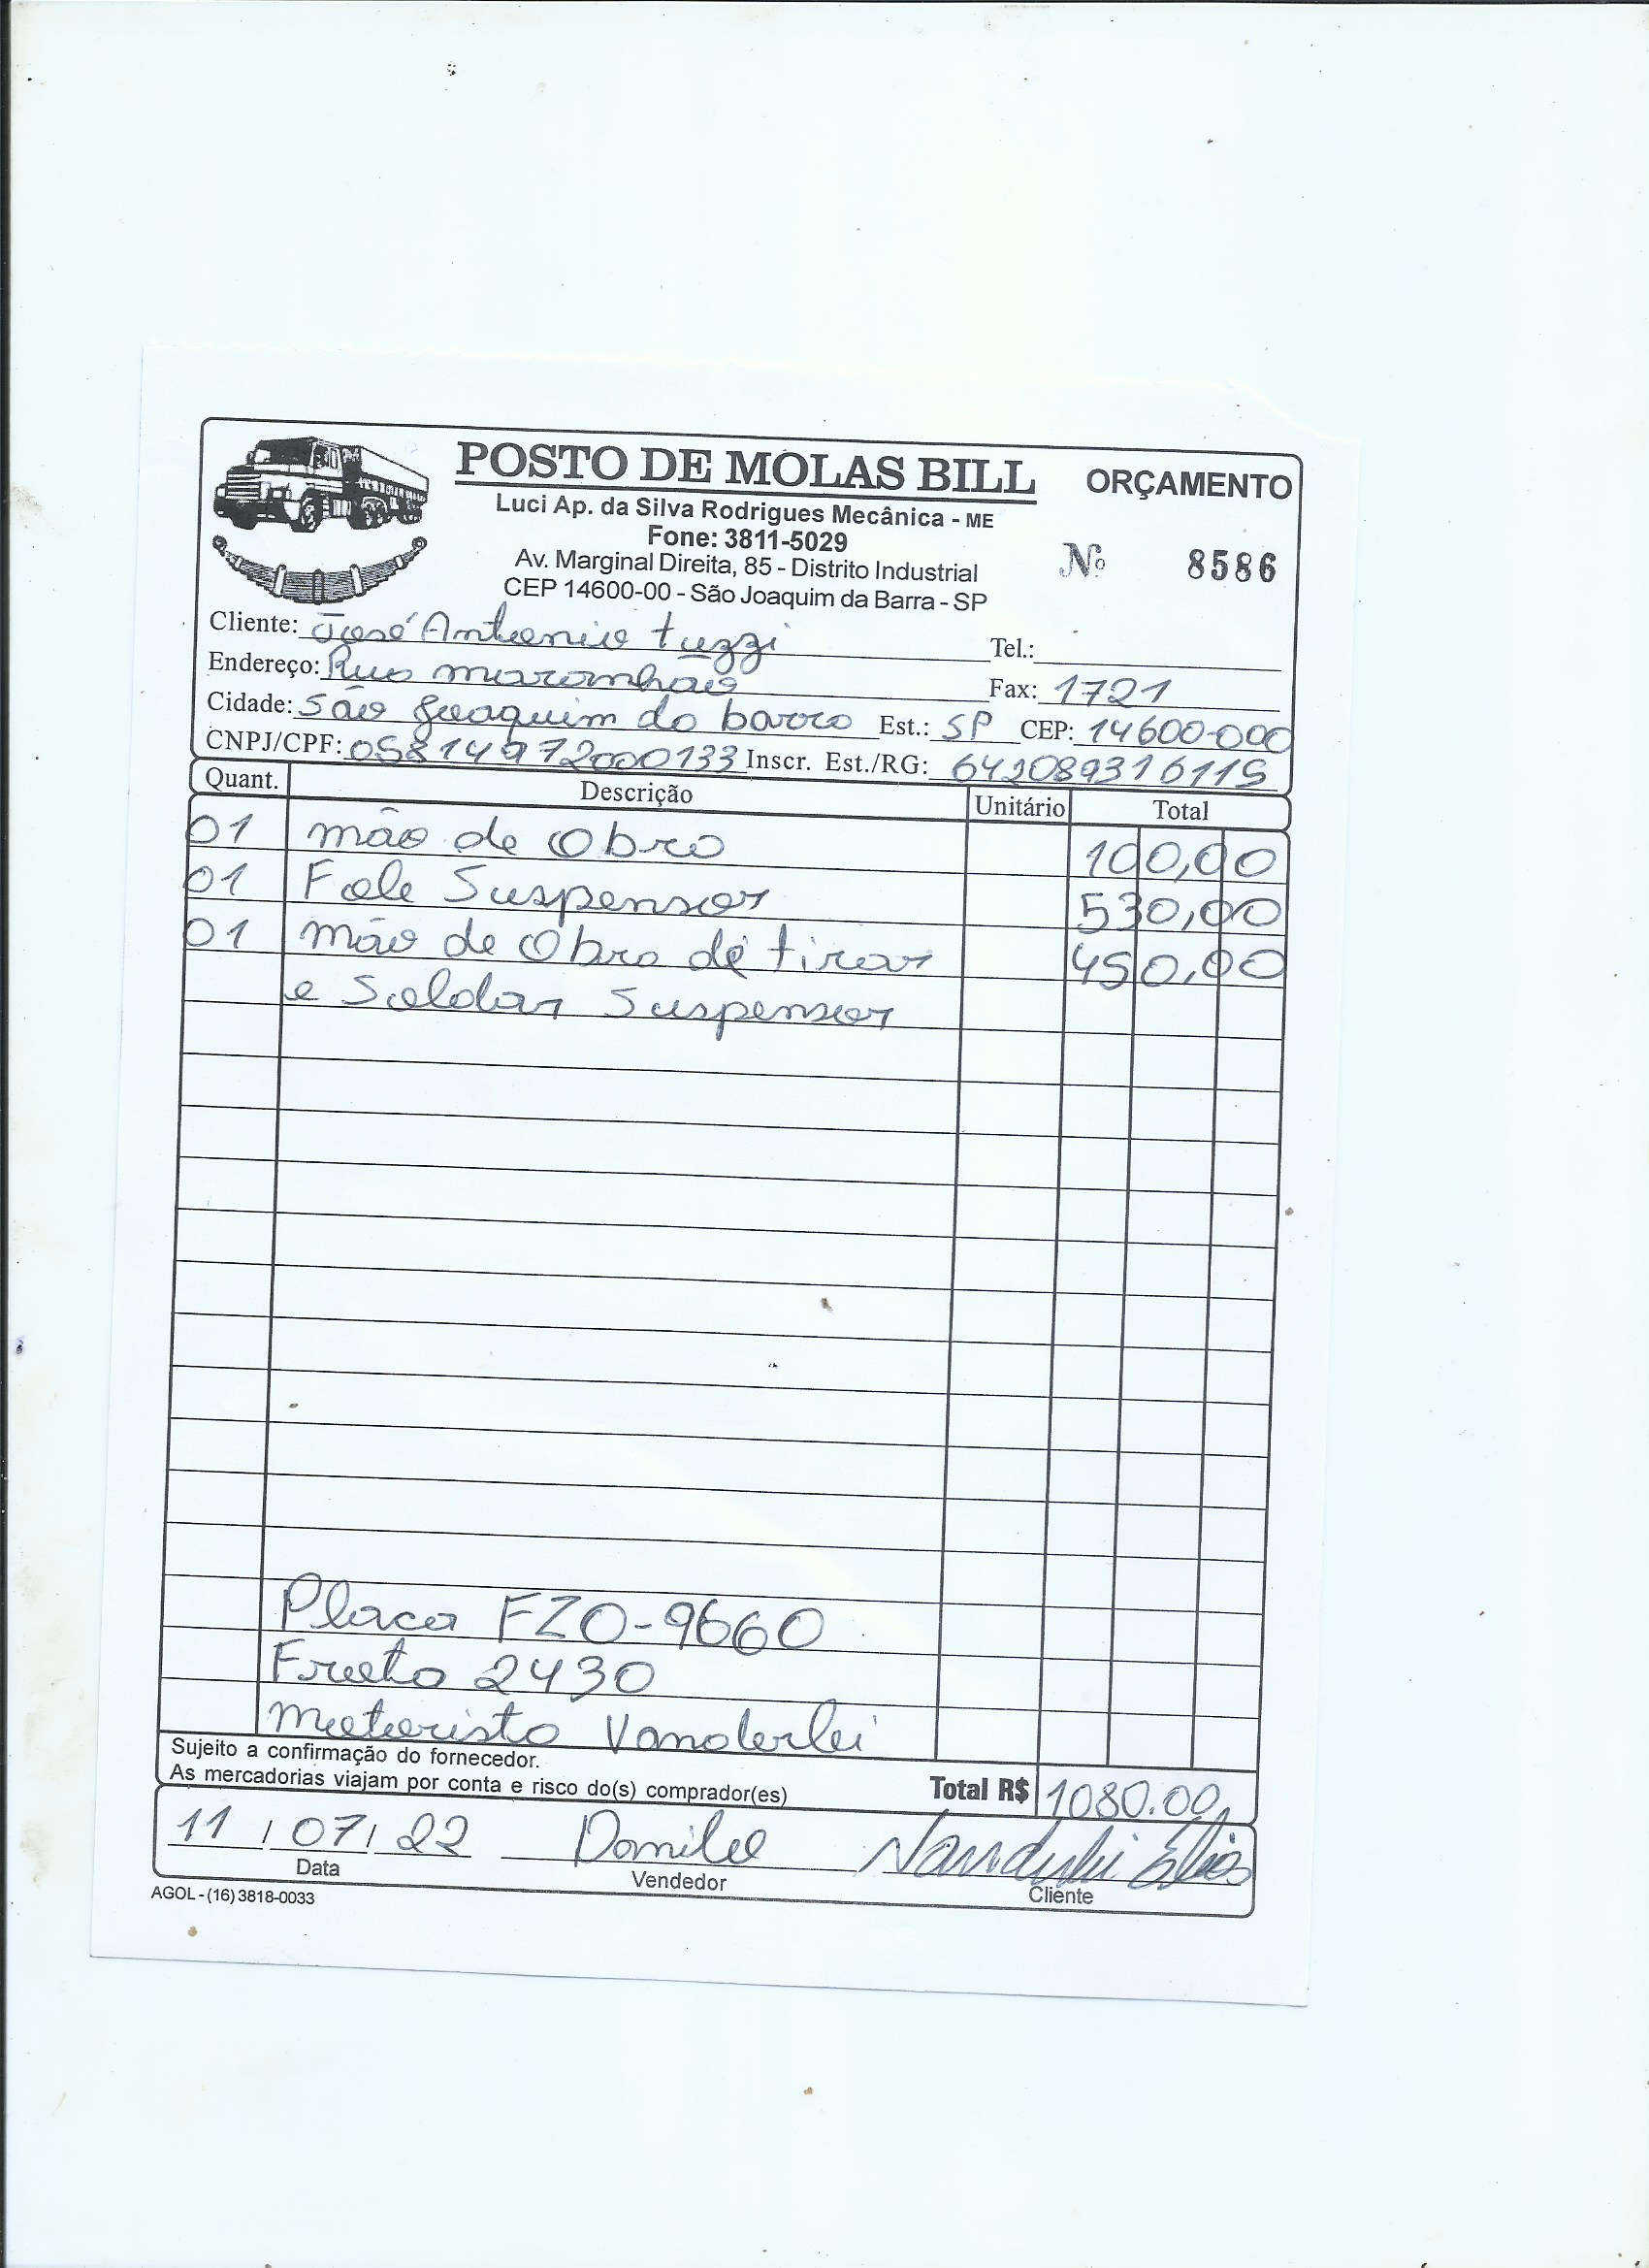 POSTO DE MOLAS BILL ORÇAMENTO
Luci Ap. da Silva Rodrigues Mecânica - ME
Fone: 3811-5029
Av. Marginal Direita, 85 - Distrito Industrial
Nº 8586
CEP 14600-00 - São Joaquim da Barra - SP
Cliente: José Antonio Tuzzi Tel.:
Endereço: Rua maranhão Fax: 1721
Cidade: São Joaquim da barra Est.: SP CEP: 14600-000
CNPJ/CPF: 05814972000133 Inscr. Est./RG: 642089316115
Quant. Descrição Unitário Total
01 mão de Obra 100,00
01 Fole Suspensor 530,00
01 mão de Obra de tirar 450,00
e Soldar Suspensor
Placa FZO-9660
Froto 2430
motoristo Vanderlei
Sujeito a confirmação do fornecedor.
As mercadorias viajam por conta e risco do(s) comprador(es) Total R$ 1080.00
11 / 07 / 22 Danilo Vanderlei Elias
Data Vendedor Cliente
AGOL - (16) 3818-0033